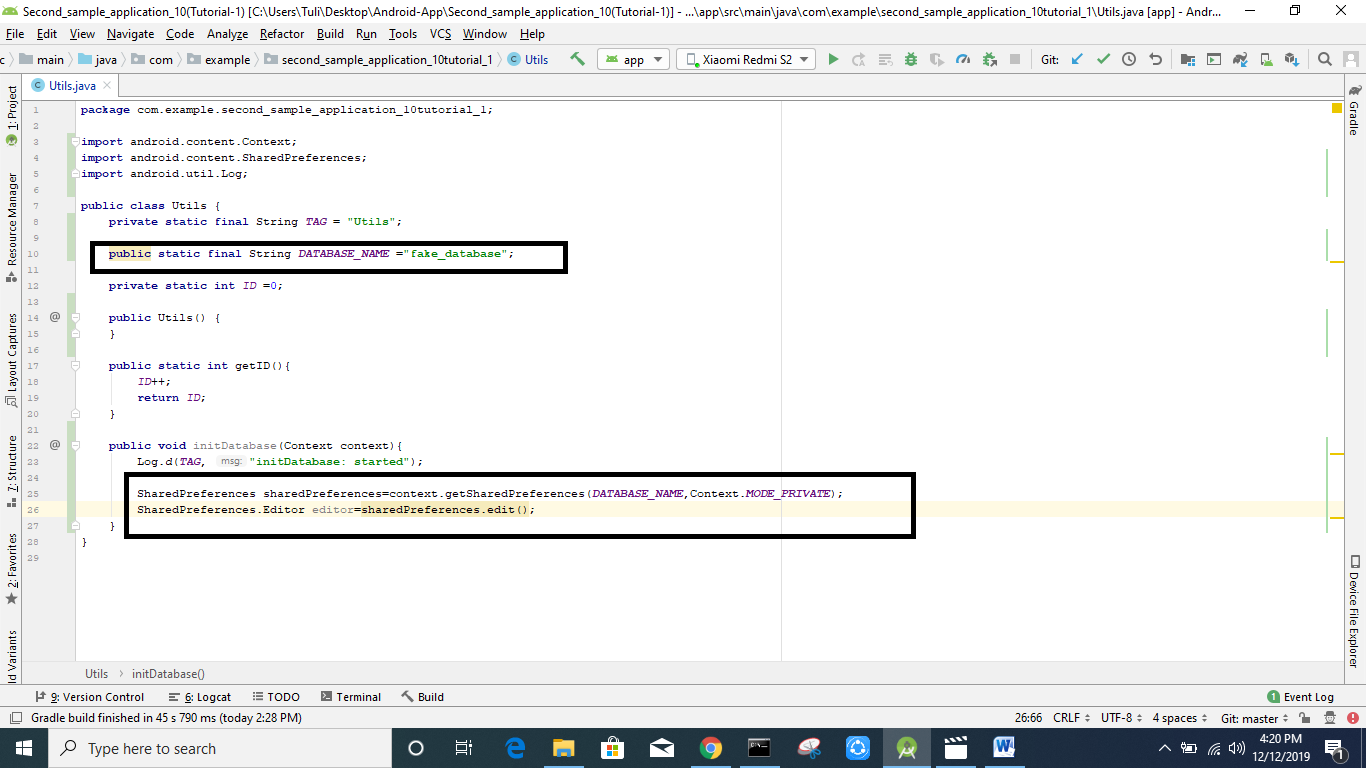 Second_sample_application_10(Tutorial-1) [C:\Users\Tuli\Desktop\Android-App\Second_sample_application_10(Tutorial-1)] - ...\app\src\main\java\com\example\second_sample_application_10tutorial_1\Utils.java [app] - Andr...
File Edit View Navigate Code Analyze Refactor Build Run Tools VCS Window Help
c main java com example second_sample_application_10tutorial_1 Utils app Xiaomi Redmi S2 Git:
Utils.java
1 package com.example.second_sample_application_10tutorial_1;
2
3 import android.content.Context;
4 import android.content.SharedPreferences;
5 import android.util.Log;
6
7 public class Utils {
8 private static final String TAG = "Utils";
9
10 public static final String DATABASE_NAME ="fake_database";
11
12 private static int ID =0;
13
14 @ public Utils() {
15 }
16
17 public static int getID(){
18 ID++;
19 return ID;
20 }
21
22 @ public void initDatabase(Context context){
23 Log.d(TAG, msg: "initDatabase: started");
24
25 SharedPreferences sharedPreferences=context.getSharedPreferences(DATABASE_NAME,Context.MODE_PRIVATE);
26 SharedPreferences.Editor editor=sharedPreferences.edit();
27 }
28 }
29
1: Project
Resource Manager
Layout Captures
7: Structure
2: Favorites
ld Variants
Gradle
Device File Explorer
Utils initDatabase()
9: Version Control 6: Logcat TODO Terminal Build 1 Event Log
Gradle build finished in 45 s 790 ms (today 2:28 PM) 26:66 CRLF UTF-8 4 spaces Git: master
Type here to search
4:20 PM
12/12/2019
1